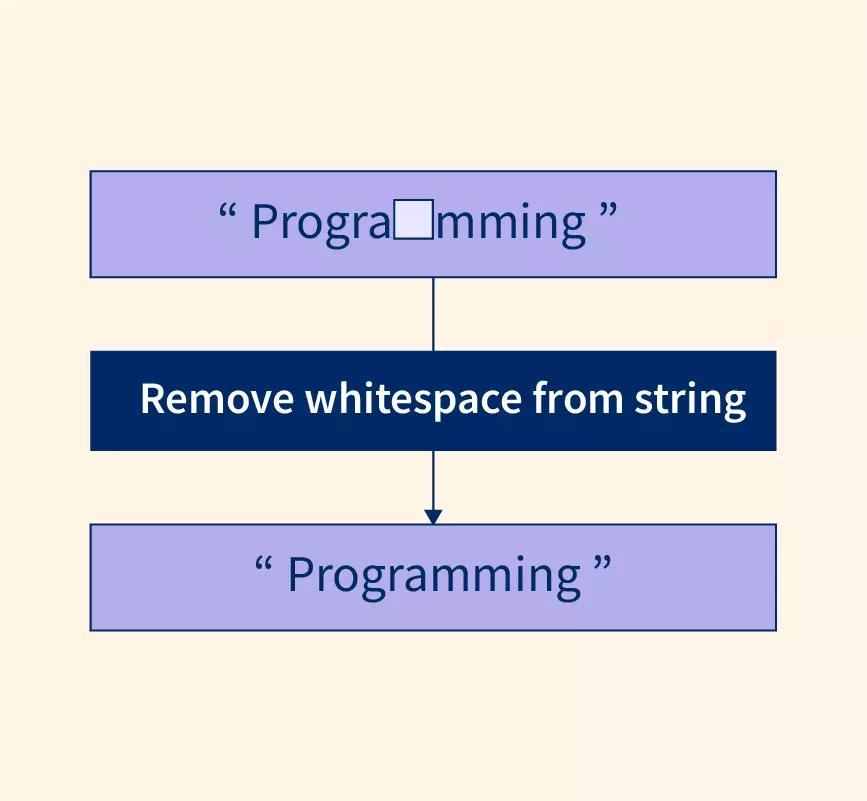 “ Progra mming ”
Remove whitespace from string
“ Programming ”